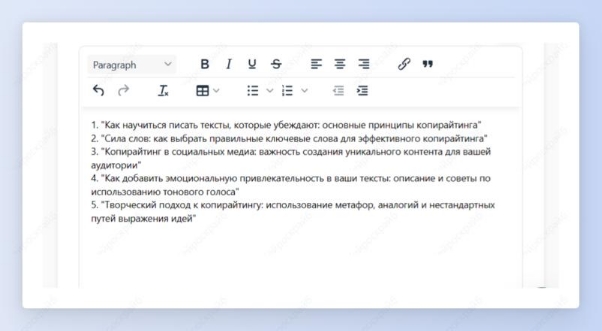 Paragraph
1. "Как научиться писать тексты, которые убеждают: основные принципы копирайтинга"
2. "Сила слов: как выбрать правильные ключевые слова для эффективного копирайтинга"
3. "Копирайтинг в социальных медиа: важность создания уникального контента для вашей
аудитории"
4. "Как добавить эмоциональную привлекательность в ваши тексты: описание и советы по
использованию тонового голоса"
5. "Творческий подход к копирайтингу: использование метафор, аналогий и нестандартных
путей выражения идей"